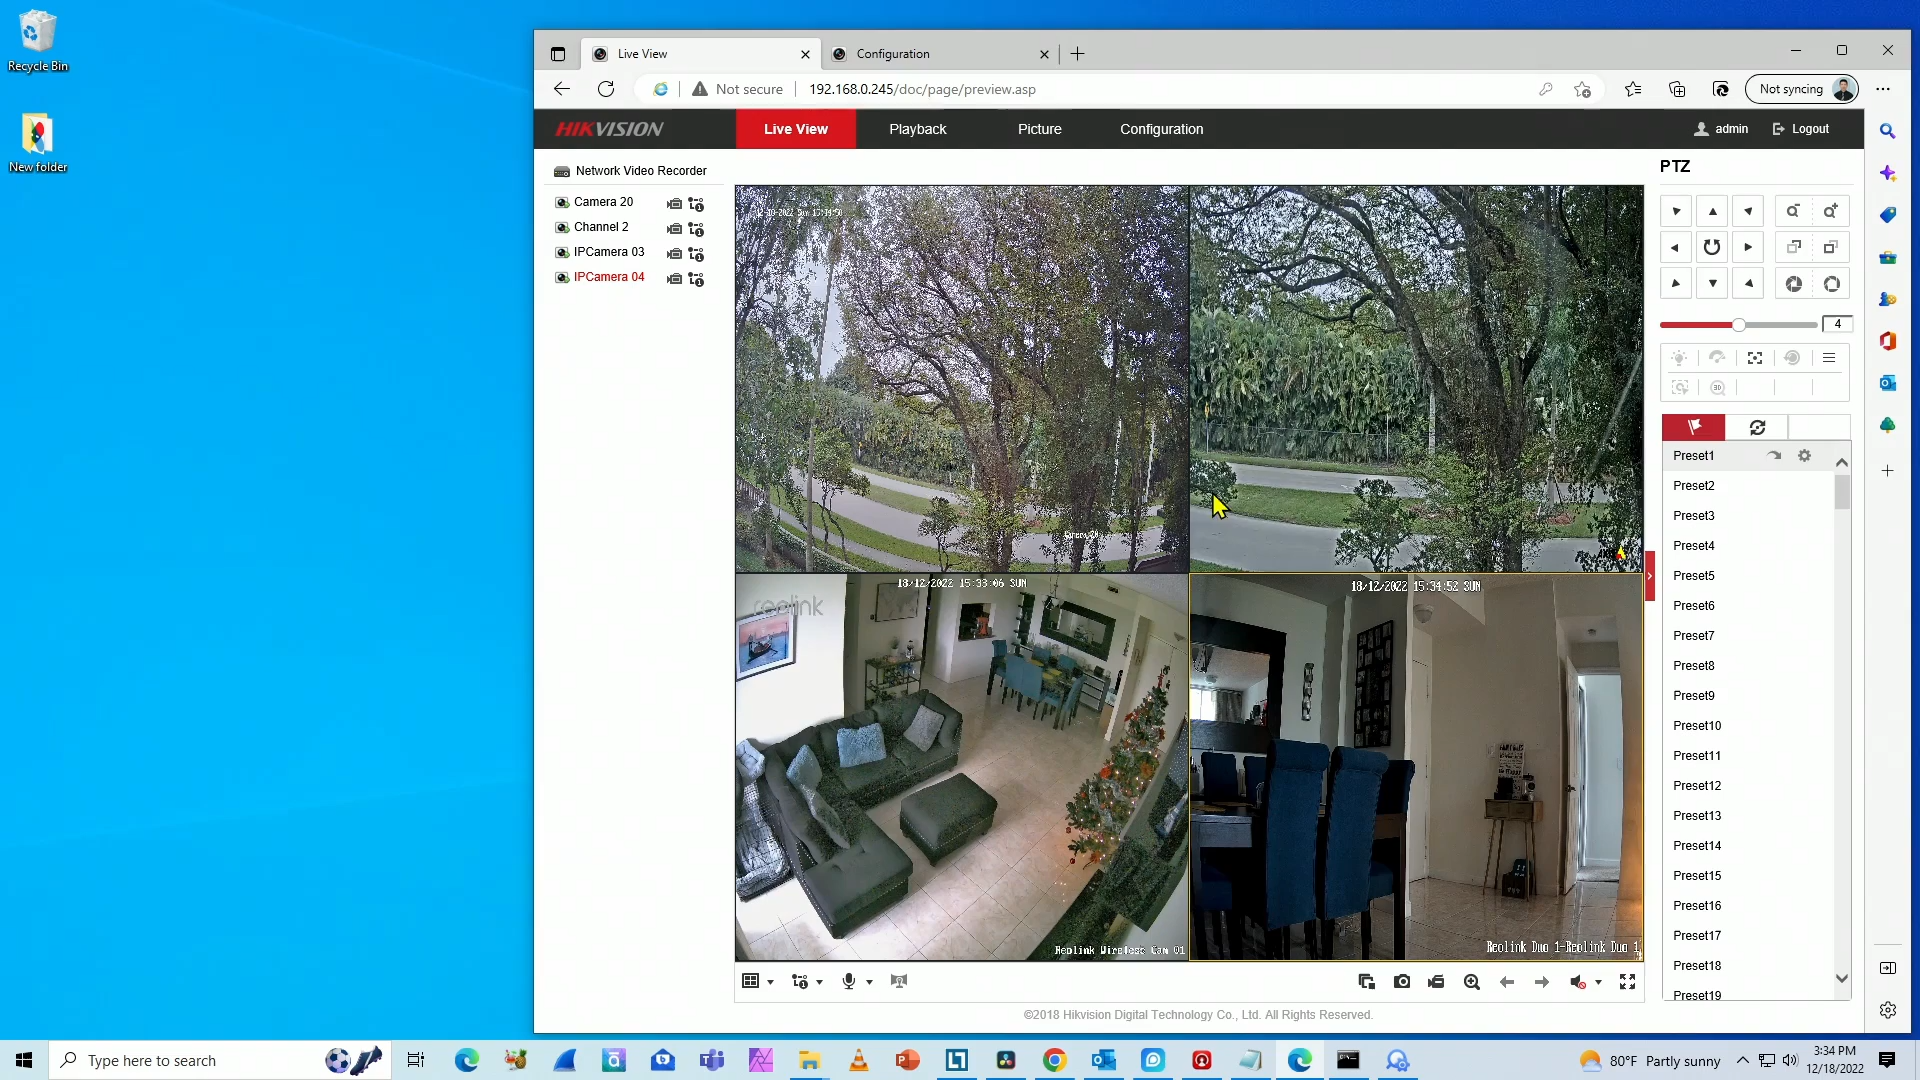 Recycle Bin
New folder
Live View
Configuration
Not secure
192.168.0.245/doc/page/preview.asp
Not syncing
HIKVISION
Live View
Playback
Picture
Configuration
admin
Logout
Network Video Recorder
Camera 20
Channel 2
IPCamera 03
IPCamera 04
Camera 20
18/12/2022 15:33:06 SUN
reolink
Reolink Wireless Cam 01
18/12/2022 15:34:52 SUN
Reolink Duo 1-Reolink Duo 1
PTZ
4
3D
Preset1
Preset2
Preset3
Preset4
Preset5
Preset6
Preset7
Preset8
Preset9
Preset10
Preset11
Preset12
Preset13
Preset14
Preset15
Preset16
Preset17
Preset18
Preset19
©2018 Hikvision Digital Technology Co., Ltd. All Rights Reserved.
Type here to search
80°F Partly sunny
3:34 PM
12/18/2022